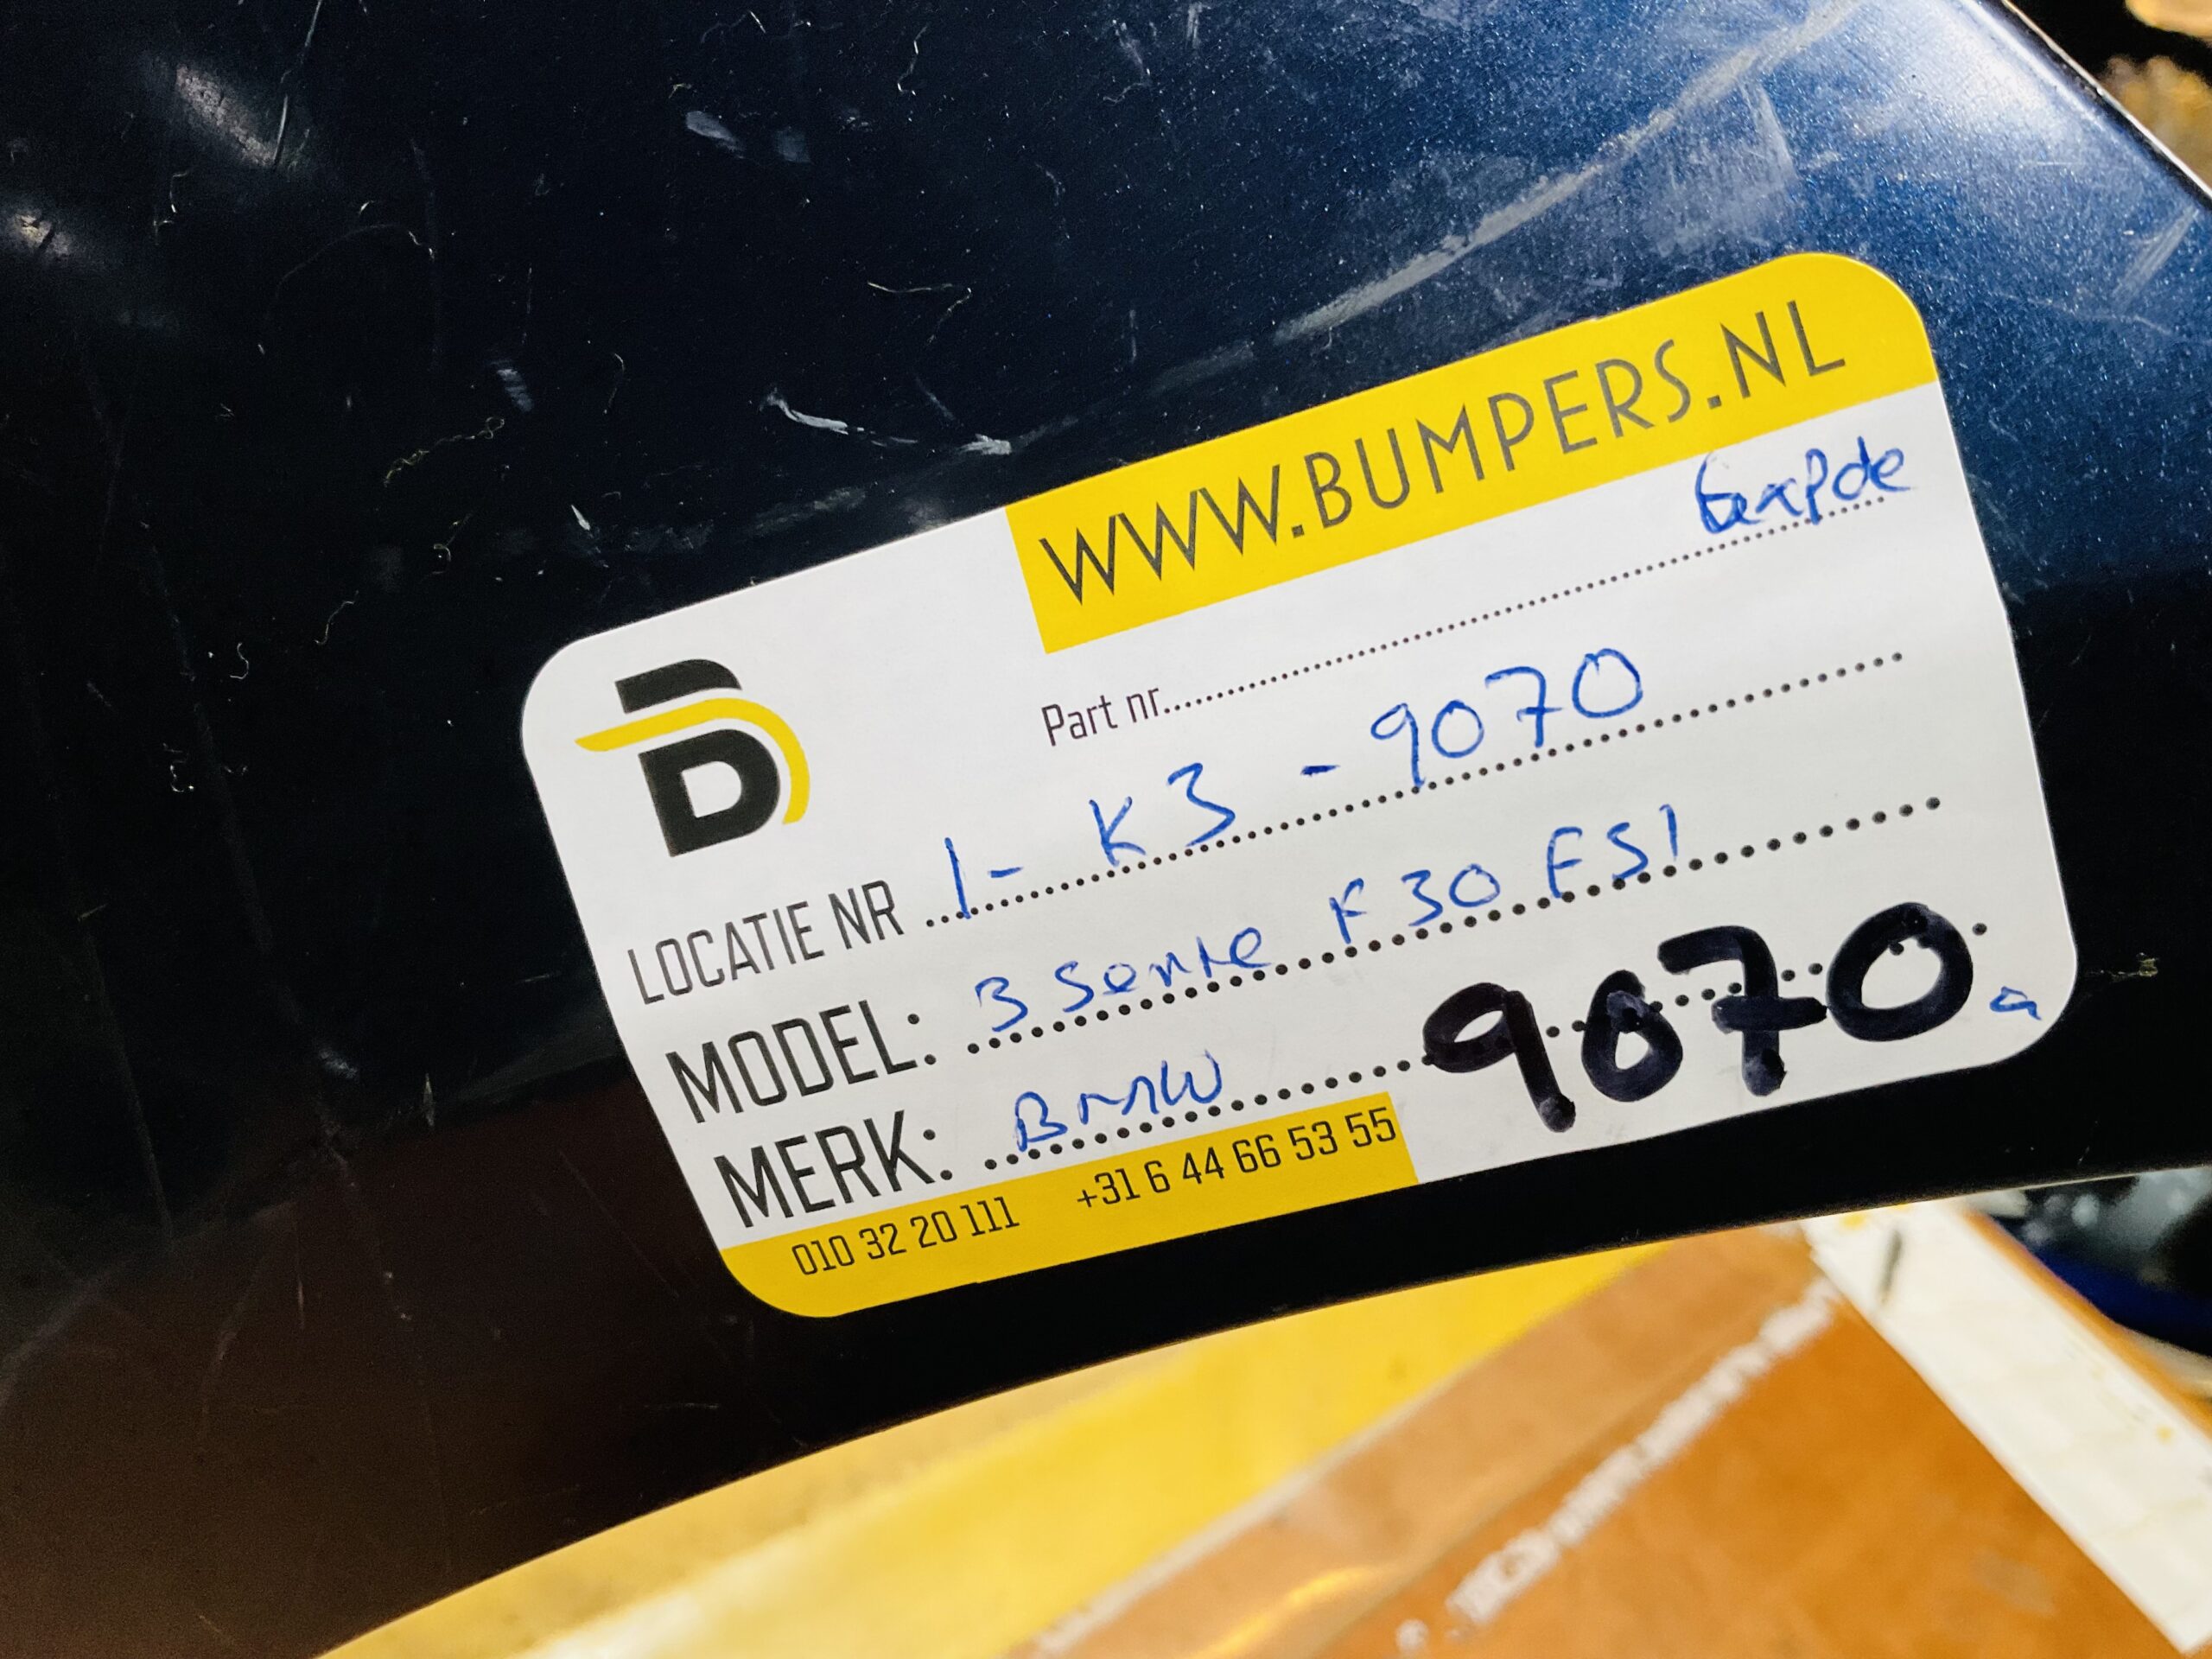 WWW.BUMPERS.NL
Part nr
LOCATIE NR 1- K3 - 9070
MODEL: 3 Serie F30 FS1
MERK: BMW 9070 a
010 32 20 111 +31 6 44 66 53 55